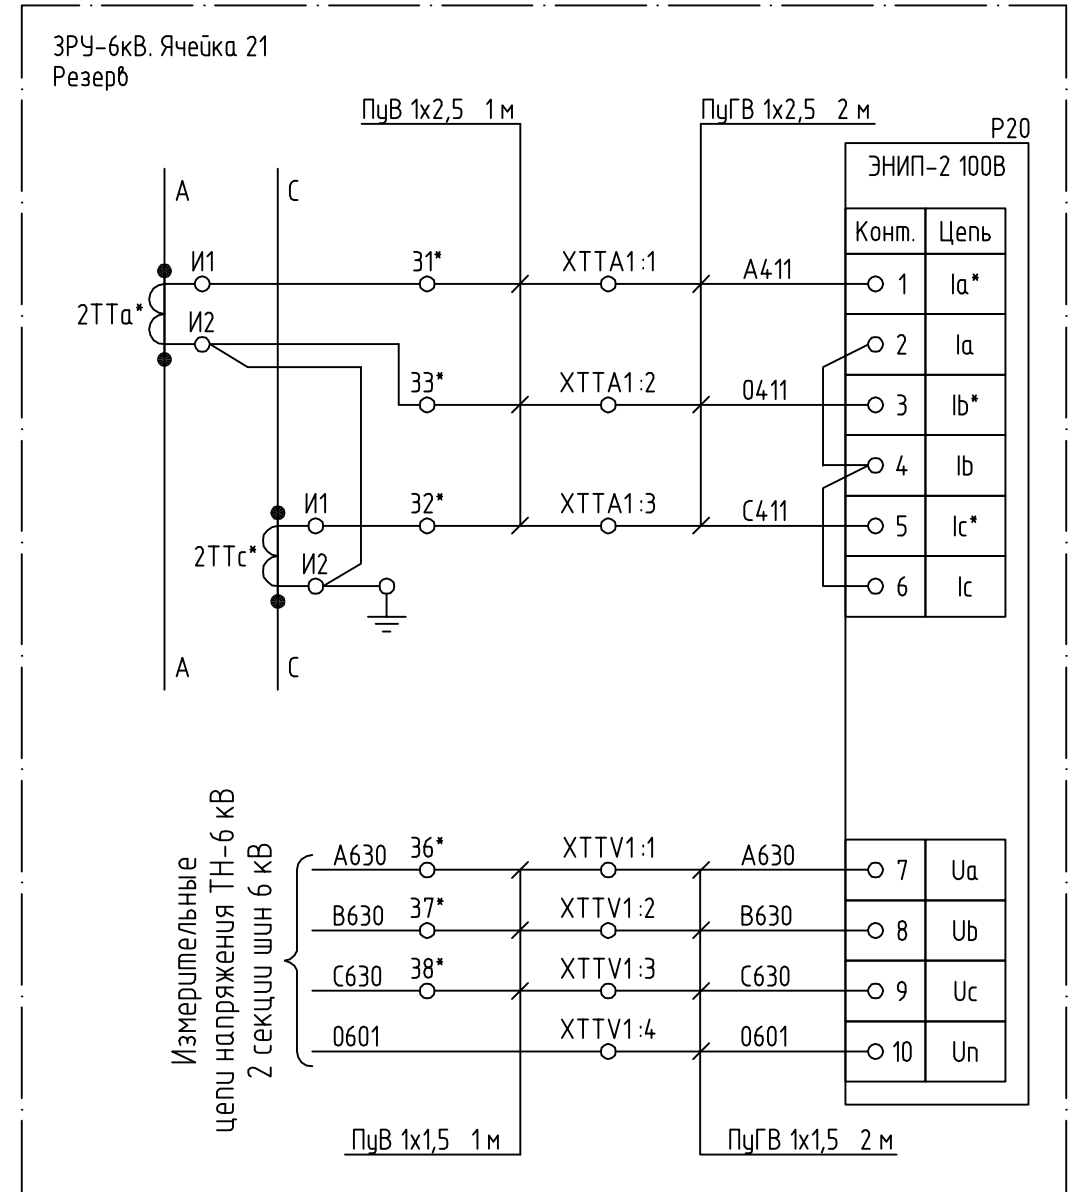 ЗРУ-6кВ. Ячейка 21
Резерв
ПуВ 1х2,5 1 м
ПуГВ 1х2,5 2 м
Р20
ЭНИП-2 100В
Конт. Цепь
А С
И1 31* ХТТА1:1 А411 1 Ia*
2ТТа*
И2 2 Ia
33* ХТТА1:2 0411 3 Ib*
4 Ib
И1 32* ХТТА1:3 С411 5 Ic*
2ТТс*
И2 6 Ic
А С
Измерительные
цепи напряжения ТН-6 кВ
2 секции шин 6 кВ
А630 36* XTTV1:1 А630 7 Ua
В630 37* XTTV1:2 В630 8 Ub
С630 38* XTTV1:3 С630 9 Uc
0601 XTTV1:4 0601 10 Un
ПуВ 1х1,5 1 м
ПуГВ 1х1,5 2 м